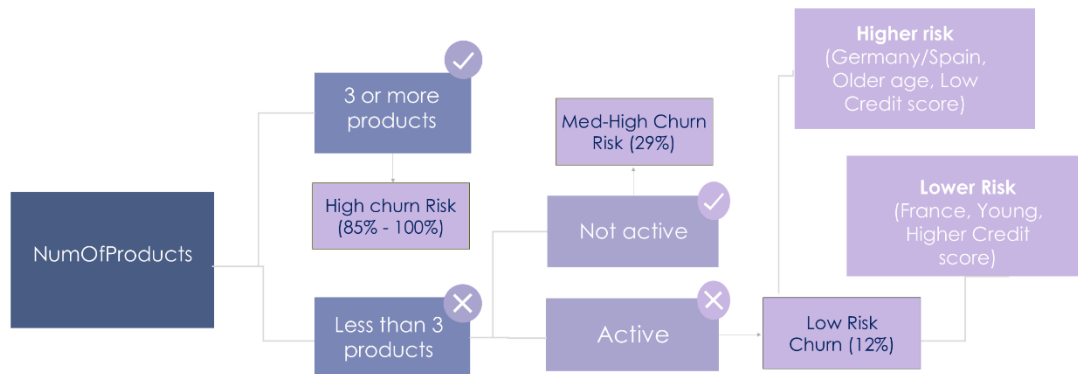 NumOfProducts
3 or more
products
High churn Risk
(85% - 100%)
Less than 3
products
Med-High Churn
Risk (29%)
Not active
Active
Low Risk
Churn (12%)
Higher risk
(Germany/Spain,
Older age, Low
Credit score)
Lower Risk
(France, Young,
Higher Credit
score)